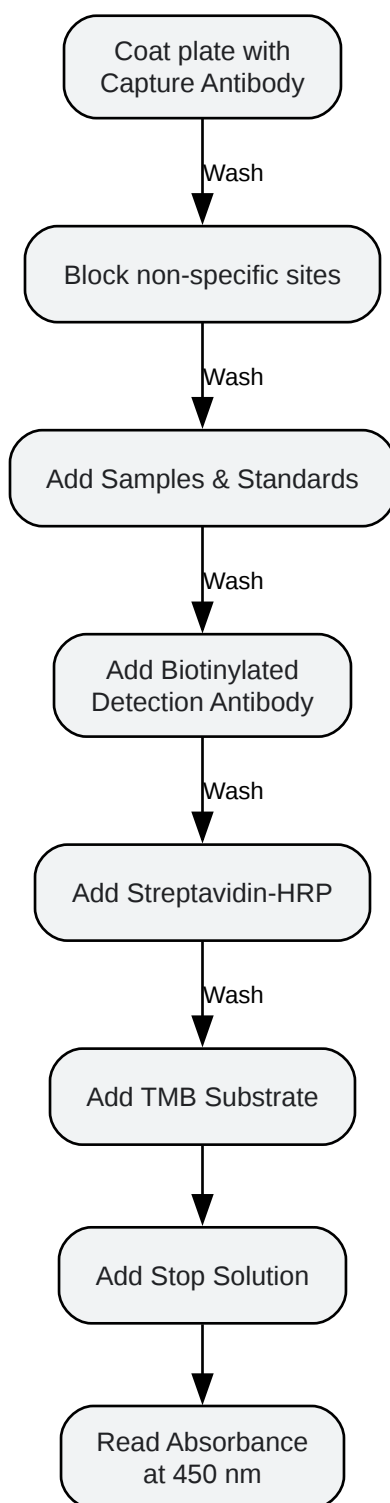 Coat plate with
Capture Antibody
Wash
Block non-specific sites
Wash
Add Samples & Standards
Wash
Add Biotinylated
Detection Antibody
Wash
Add Streptavidin-HRP
Wash
Add TMB Substrate
Add Stop Solution
Read Absorbance
at 450 nm